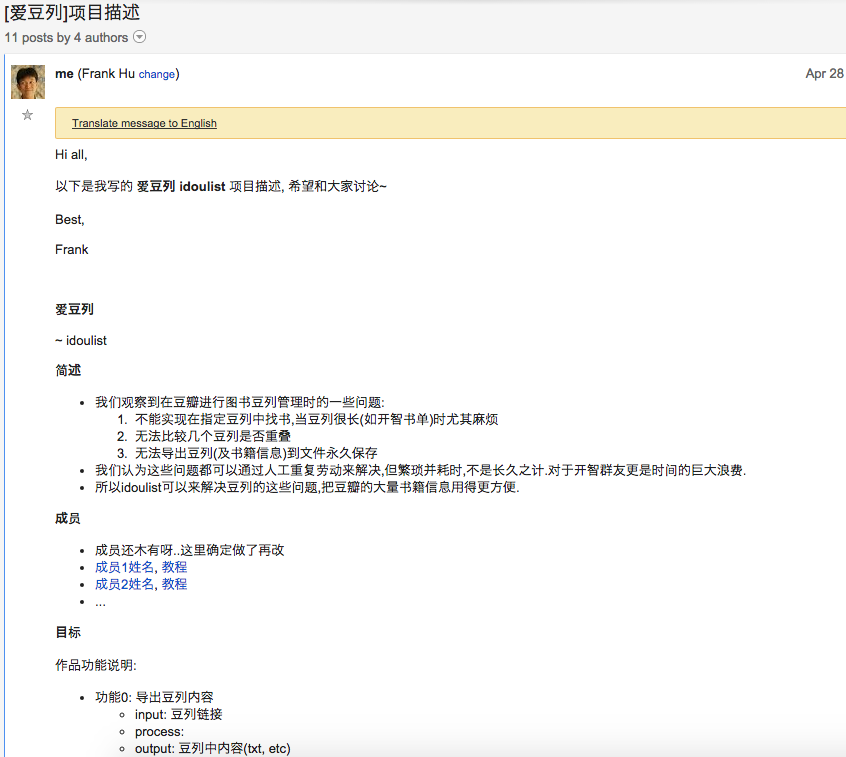 [爱豆列]项目描述
11 posts by 4 authors
me (Frank Hu change)
Apr 28
Translate message to English
Hi all,
以下是我写的 爱豆列 idoulist 项目描述, 希望和大家讨论~
Best,
Frank
爱豆列
~ idoulist
简述
• 我们观察到在豆瓣进行图书豆列管理时的一些问题:
1. 不能实现在指定豆列中找书,当豆列很长(如开智书单)时尤其麻烦
2. 无法比较几个豆列是否重叠
3. 无法导出豆列(及书籍信息)到文件永久保存
• 我们认为这些问题都可以通过人工重复劳动来解决,但繁琐并耗时,不是长久之计.对于开智群友更是时间的巨大浪费.
• 所以idoulist可以来解决豆列的这些问题,把豆瓣的大量书籍信息用得更方便.
成员
• 成员还木有呀..这里确定做了再改
• 成员1姓名, 教程
• 成员2姓名, 教程
• ...
目标
作品功能说明:
• 功能0: 导出豆列内容
○ input: 豆列链接
○ process:
○ output: 豆列中内容(txt, etc)